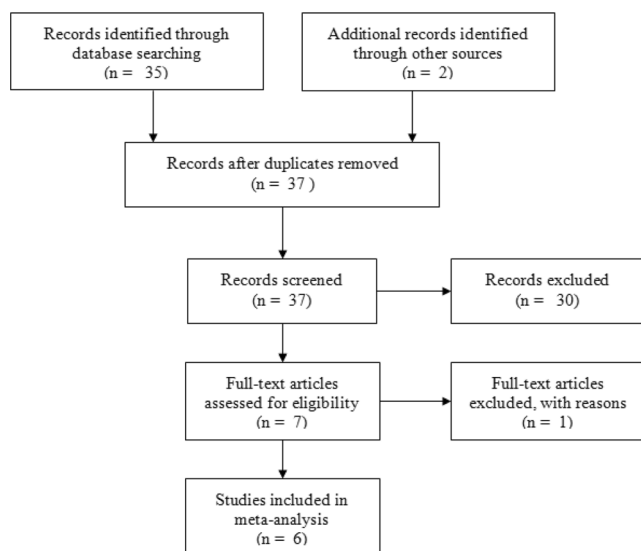 Records identified through
database searching
(n = 35)
Additional records identified
through other sources
(n = 2)
Records after duplicates removed
(n = 37 )
Records screened
(n = 37)
Records excluded
(n = 30)
Full-text articles
assessed for eligibility
(n = 7)
Full-text articles
excluded, with reasons
(n = 1)
Studies included in
meta-analysis
(n = 6)